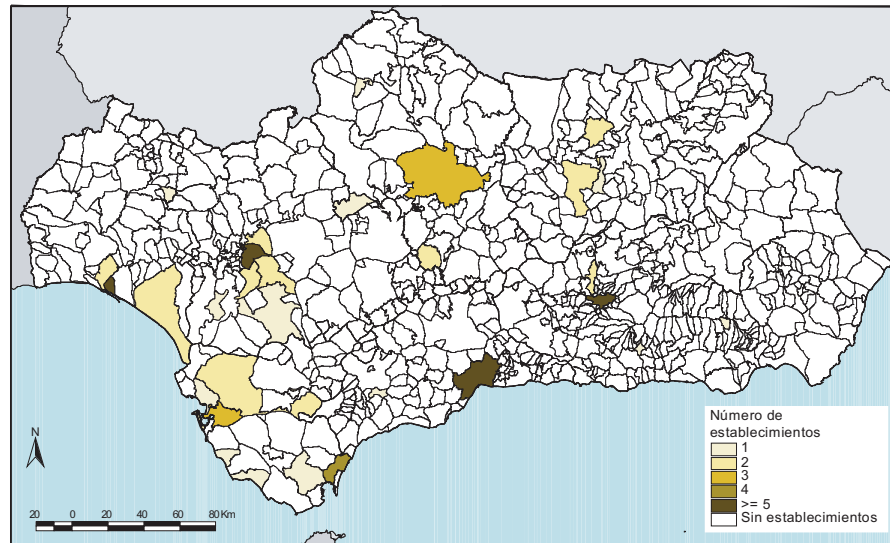 Número de
establecimientos
1
2
3
4
>= 5
Sin establecimientos
N
20 0 20 40 60 80 Km